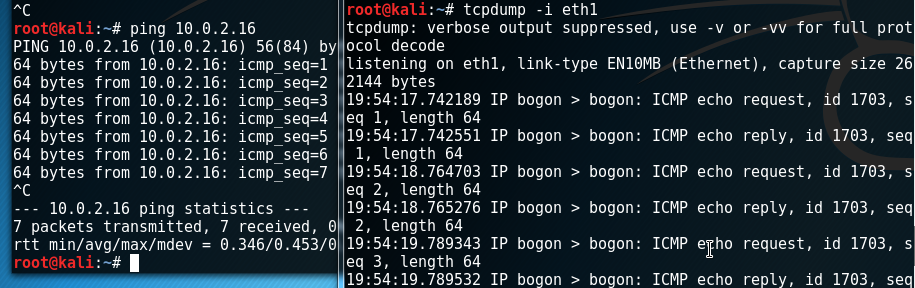 ^C
root@kali:~# ping 10.0.2.16
PING 10.0.2.16 (10.0.2.16) 56(84) by
64 bytes from 10.0.2.16: icmp_seq=1
64 bytes from 10.0.2.16: icmp_seq=2
64 bytes from 10.0.2.16: icmp_seq=3
64 bytes from 10.0.2.16: icmp_seq=4
64 bytes from 10.0.2.16: icmp_seq=5
64 bytes from 10.0.2.16: icmp_seq=6
64 bytes from 10.0.2.16: icmp_seq=7
^C
--- 10.0.2.16 ping statistics ---
7 packets transmitted, 7 received, 0
rtt min/avg/max/mdev = 0.346/0.453/0
root@kali:~#
root@kali:~# tcpdump -i eth1
tcpdump: verbose output suppressed, use -v or -vv for full prot
ocol decode
listening on eth1, link-type EN10MB (Ethernet), capture size 26
2144 bytes
19:54:17.742189 IP bogon > bogon: ICMP echo request, id 1703, s
eq 1, length 64
19:54:17.742551 IP bogon > bogon: ICMP echo reply, id 1703, seq
 1, length 64
19:54:18.764703 IP bogon > bogon: ICMP echo request, id 1703, s
eq 2, length 64
19:54:18.765276 IP bogon > bogon: ICMP echo reply, id 1703, seq
 2, length 64
19:54:19.789343 IP bogon > bogon: ICMP echo request, id 1703, s
eq 3, length 64
19:54:19.789532 IP bogon > bogon: ICMP echo reply, id 1703, seq